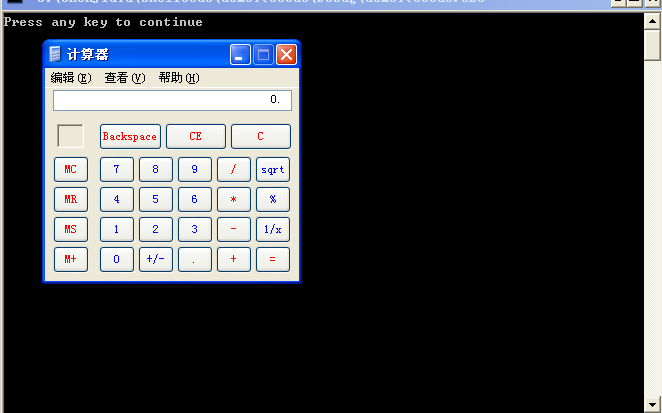 Press any key to continue
计算器
编辑(E) 查看(V) 帮助(H)
0.
Backspace CE C
MC 7 8 9 / sqrt
MR 4 5 6 * %
MS 1 2 3 - 1/x
M+ 0 +/- . + =